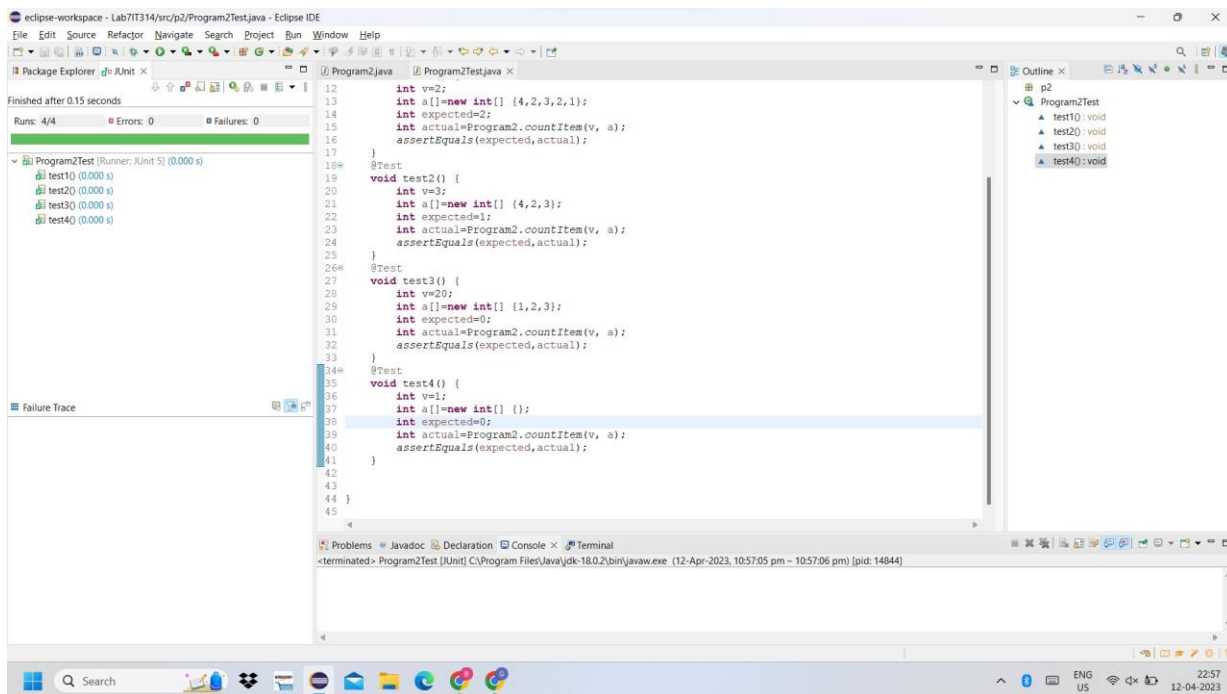 eclipse-workspace - Lab7IT314/src/p2/Program2Test.java - Eclipse IDE
File Edit Source Refactor Navigate Search Project Run Window Help
Package Explorer JUnit
Finished after 0.15 seconds
Runs: 4/4 Errors: 0 Failures: 0
Program2Test [Runner: JUnit 5] (0.000 s)
test1() (0.000 s)
test2() (0.000 s)
test3() (0.000 s)
test4() (0.000 s)
Failure Trace
Program2.java Program2Test.java
12 int v=2;
13 int a[]=new int[] {4,2,3,2,1};
14 int expected=2;
15 int actual=Program2.countItem(v, a);
16 assertEquals(expected,actual);
17 }
18 @Test
19 void test2() {
20 int v=3;
21 int a[]=new int[] {4,2,3};
22 int expected=1;
23 int actual=Program2.countItem(v, a);
24 assertEquals(expected,actual);
25 }
26 @Test
27 void test3() {
28 int v=20;
29 int a[]=new int[] {1,2,3};
30 int expected=0;
31 int actual=Program2.countItem(v, a);
32 assertEquals(expected,actual);
33 }
34 @Test
35 void test4() {
36 int v=1;
37 int a[]=new int[] {};
38 int expected=0;
39 int actual=Program2.countItem(v, a);
40 assertEquals(expected,actual);
41 }
42
43
44 }
45
Outline
p2
Program2Test
test1() : void
test2() : void
test3() : void
test4() : void
Problems Javadoc Declaration Console Terminal
<terminated> Program2Test [JUnit] C:\Program Files\Java\jdk-18.0.2\bin\javaw.exe (12-Apr-2023, 10:57:05 pm – 10:57:06 pm) [pid: 14844]
Search
ENG
US
22:57
12-04-2023